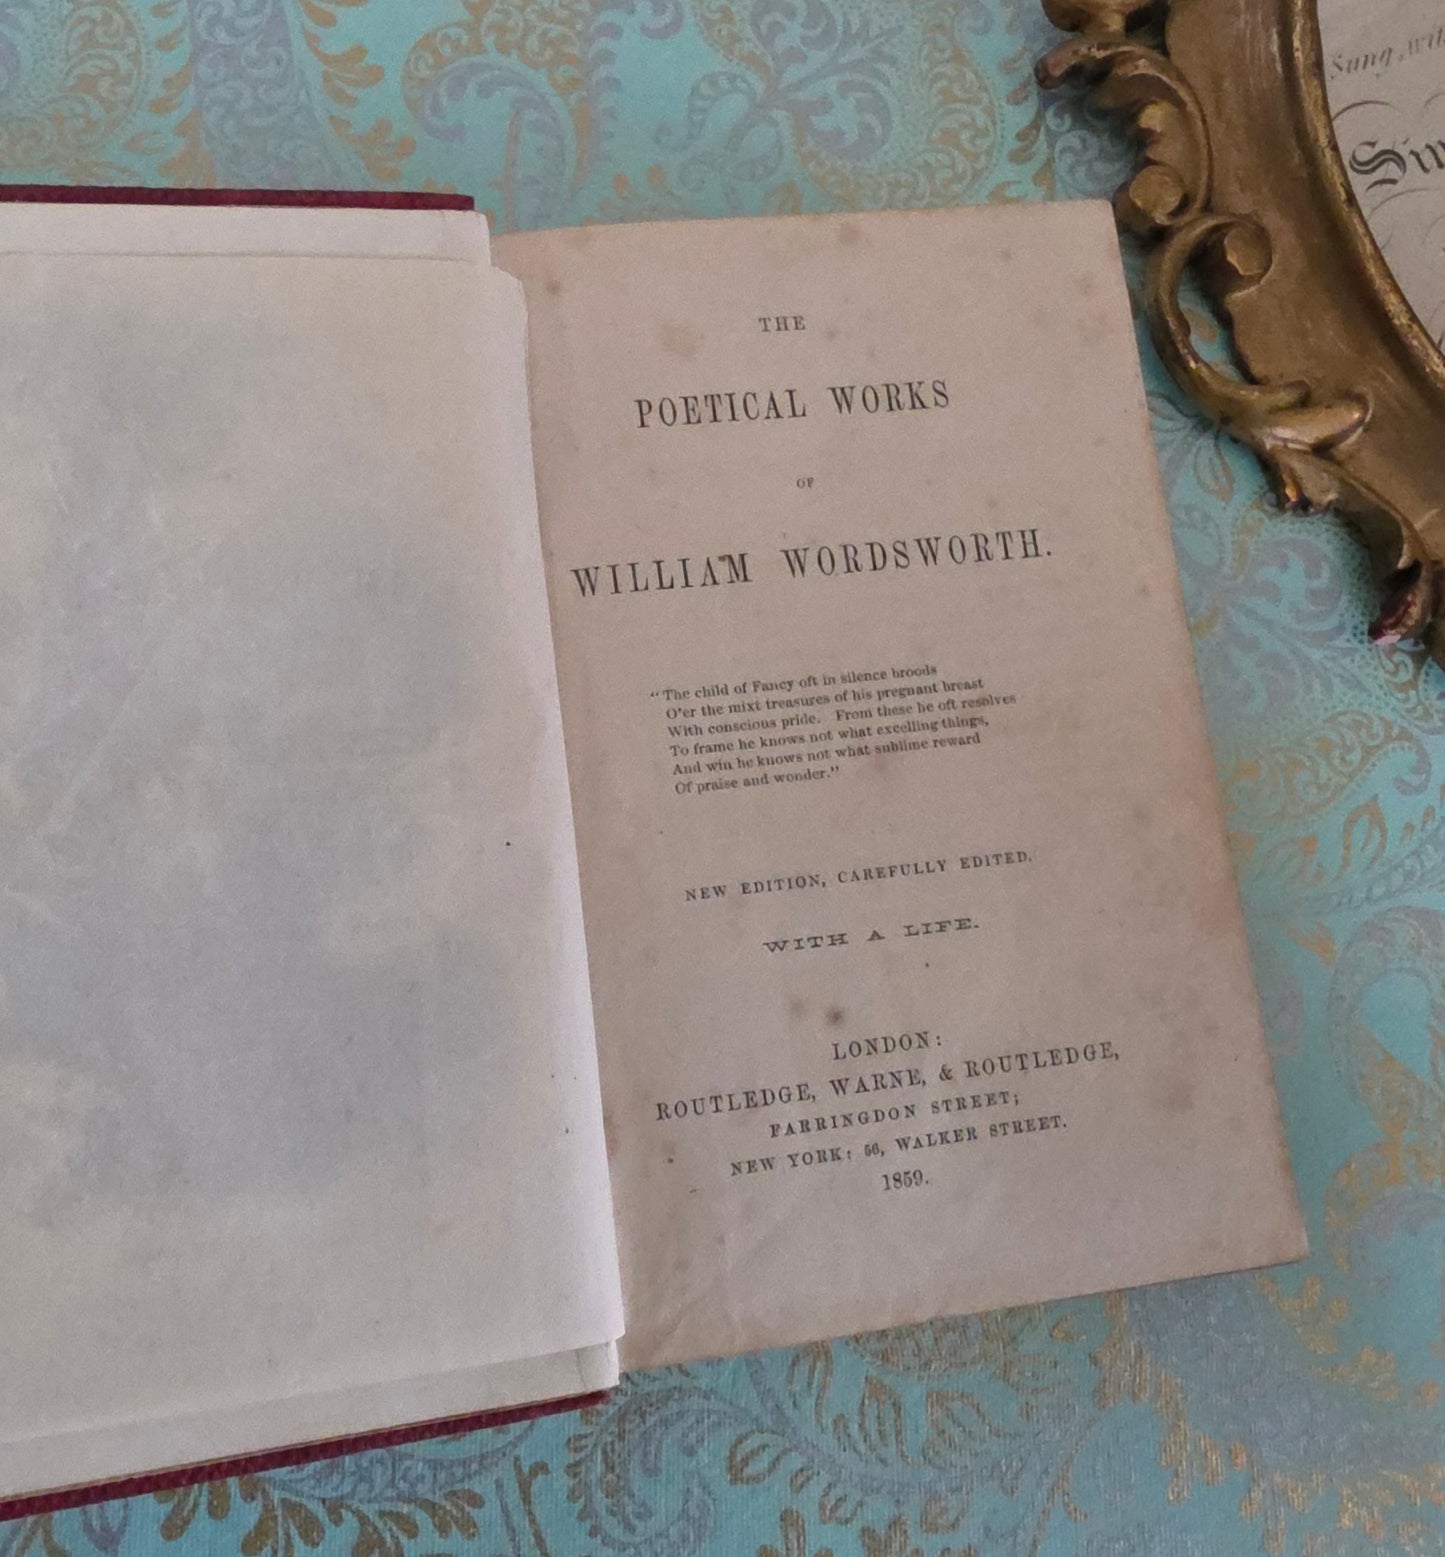 THE
POETICAL WORKS
OF
WILLIAM WORDSWORTH.
"The child of Fancy oft in silence broods
O'er the mixt treasures of his pregnant breast
With conscious pride. From these he oft resolves
To frame he knows not what excelling things,
And win he knows not what sublime reward
Of praise and wonder."
NEW EDITION, CAREFULLY EDITED.
WITH A LIFE.
LONDON:
ROUTLEDGE, WARNE, & ROUTLEDGE,
FARRINGDON STREET;
NEW YORK: 56, WALKER STREET.
1859.
Sung